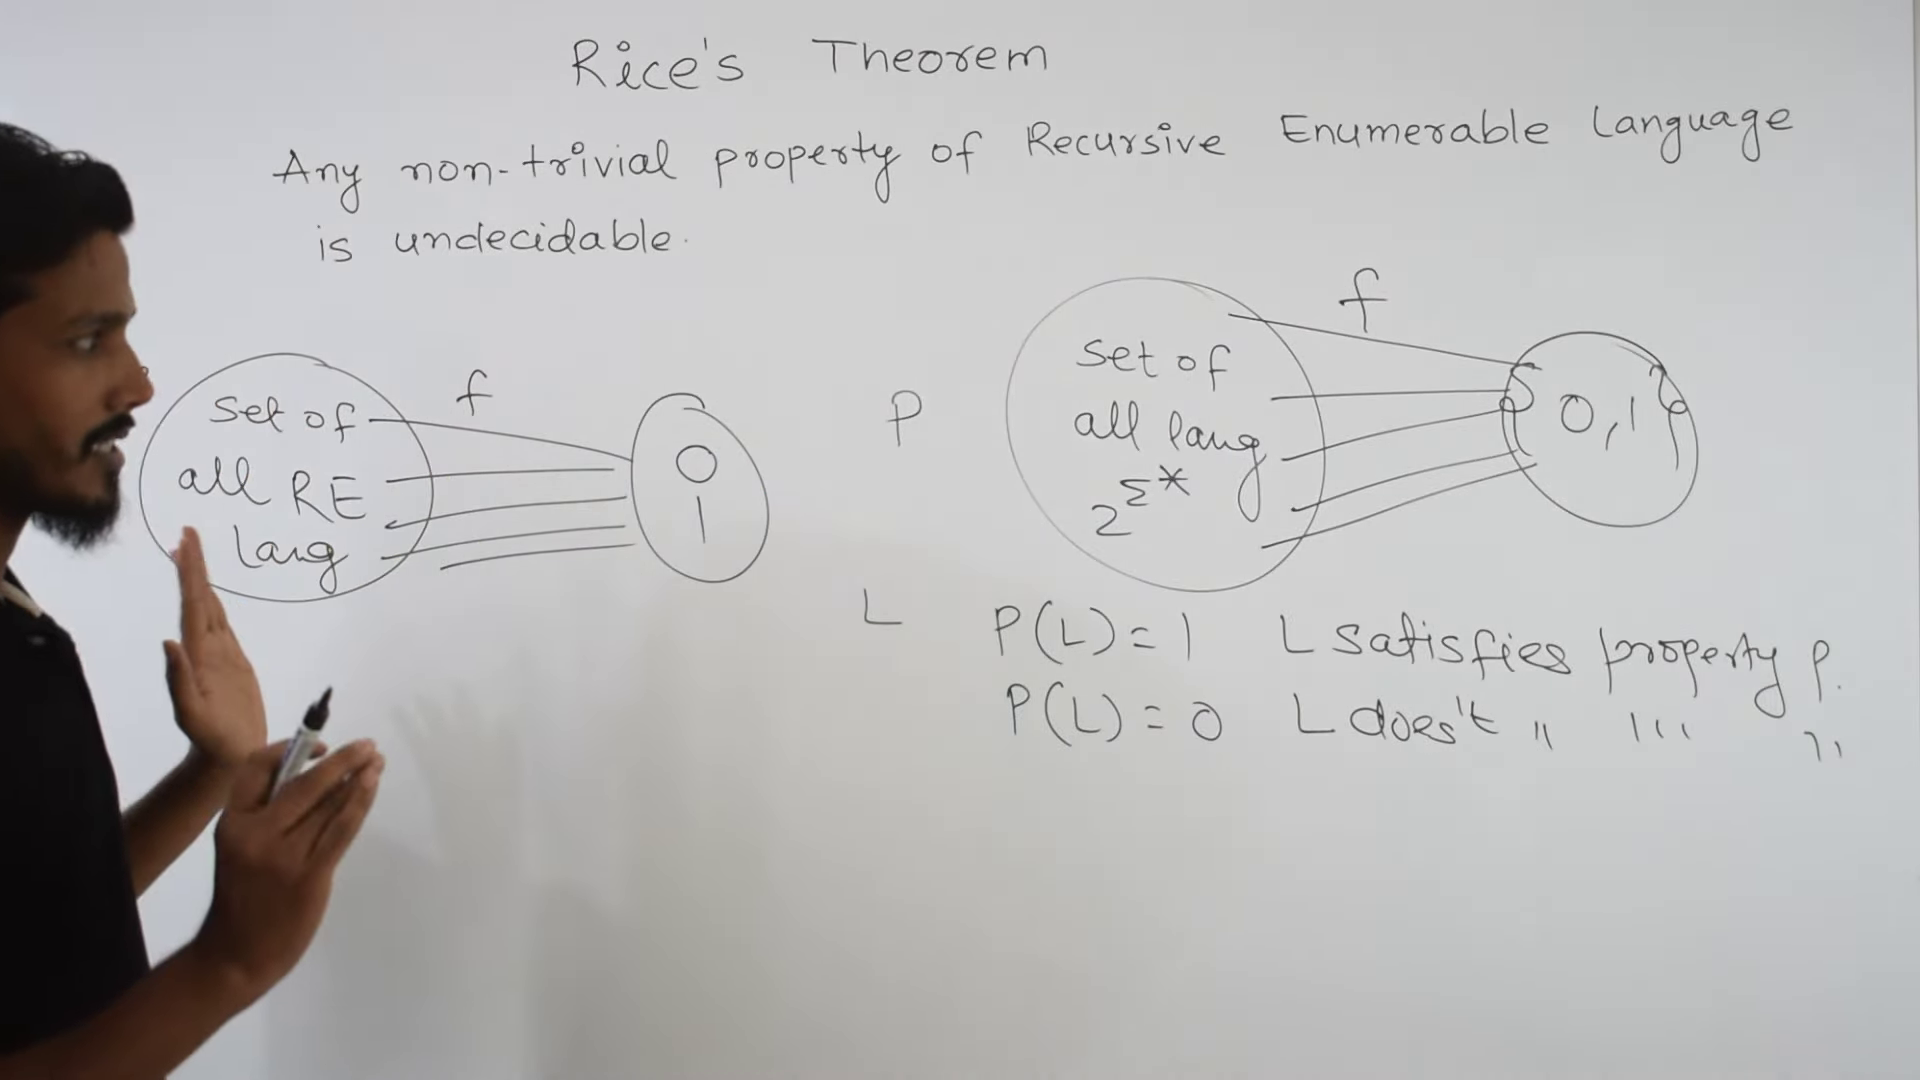 Rice's Theorem
Any non-trivial property of Recursive Enumerable Language
is undecidable.
set of
all RE
lang
f
0
1
P
set of
all lang
2^Σ*
f
0,1
L
P(L) = 1 L satisfies property P.
P(L) = 0 L does't " ''' "